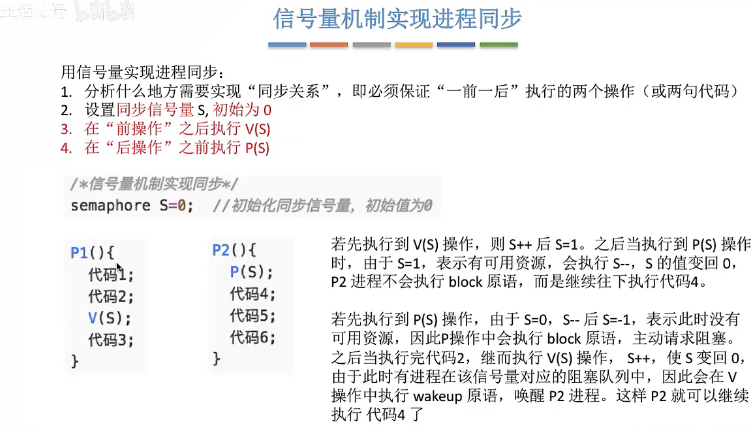 信号量机制实现进程同步
用信号量实现进程同步：
1. 分析什么地方需要实现“同步关系”，即必须保证“一前一后”执行的两个操作（或两句代码）
2. 设置同步信号量 S, 初始为 0
3. 在“前操作”之后执行 V(S)
4. 在“后操作”之前执行 P(S)
/*信号量机制实现同步*/
semaphore S=0; //初始化同步信号量，初始值为0
P1(){
代码1;
代码2;
V(S);
代码3;
}
P2(){
P(S);
代码4;
代码5;
代码6;
}
若先执行到 V(S) 操作，则 S++ 后 S=1。之后当执行到 P(S) 操作
时，由于 S=1，表示有可用资源，会执行 S--，S 的值变回 0，
P2 进程不会执行 block 原语，而是继续往下执行代码4。
若先执行到 P(S) 操作，由于 S=0，S-- 后 S=-1，表示此时没有
可用资源，因此P操作中会执行 block 原语，主动请求阻塞。
之后当执行完代码2，继而执行 V(S) 操作， S++，使 S 变回 0，
由于此时有进程在该信号量对应的阻塞队列中，因此会在 V
操作中执行 wakeup 原语，唤醒 P2 进程。这样 P2 就可以继续
执行 代码4 了